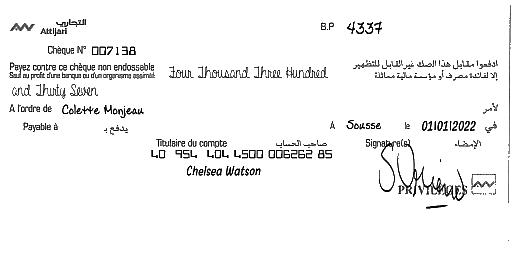 التجاري
Attijari
B.P 4337
Chèque N° 007138
Payez contre ce chèque non endossable
Seuf au profit d'une banque ou d'un organisme assimilé
Four Thousand Three Hundred
ادفعوا مقابل هذا الصك غير القابل للتظهير
إلا لفائدة مصرف أو مؤسسة مالية مماثلة
and Thirty Seven
A l'ordre de Colette Monjeau
لأمر
Payable à يدفع بـ
A Sousse le 01/01/2022 في
Titulaire du compte صاحب الحساب
Signature(s) الإمضاء
40 954 404 4500 006262 85
Chelsea Watson
PRIVILEGES